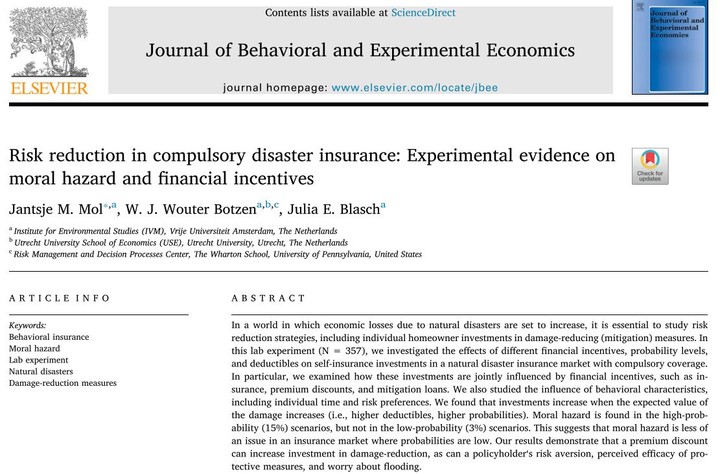 Contents lists available at ScienceDirect
Journal of Behavioral and Experimental Economics
journal homepage: www.elsevier.com/locate/jbee
ELSEVIER
Journal of
Behavioral and
Experimental
Economics
Risk reduction in compulsory disaster insurance: Experimental evidence on
moral hazard and financial incentives
Check for
updates
Jantsje M. Mol*,a, W. J. Wouter Botzena,b,c, Julia E. Blascha
a Institute for Environmental Studies (IVM), Vrije Universiteit Amsterdam, The Netherlands
b Utrecht University School of Economics (USE), Utrecht University, Utrecht, The Netherlands
c Risk Management and Decision Processes Center, The Wharton School, University of Pennsylvania, United States
ARTICLE INFO
Keywords:
Behavioral insurance
Moral hazard
Lab experiment
Natural disasters
Damage-reduction measures
ABSTRACT
In a world in which economic losses due to natural disasters are set to increase, it is essential to study risk
reduction strategies, including individual homeowner investments in damage-reducing (mitigation) measures. In
this lab experiment (N = 357), we investigated the effects of different financial incentives, probability levels,
and deductibles on self-insurance investments in a natural disaster insurance market with compulsory coverage.
In particular, we examined how these investments are jointly influenced by financial incentives, such as in-
surance, premium discounts, and mitigation loans. We also studied the influence of behavioral characteristics,
including individual time and risk preferences. We found that investments increase when the expected value of
the damage increases (i.e., higher deductibles, higher probabilities). Moral hazard is found in the high-prob-
ability (15%) scenarios, but not in the low-probability (3%) scenarios. This suggests that moral hazard is less of
an issue in an insurance market where probabilities are low. Our results demonstrate that a premium discount
can increase investment in damage-reduction, as can a policyholder's risk aversion, perceived efficacy of pro-
tective measures, and worry about flooding.